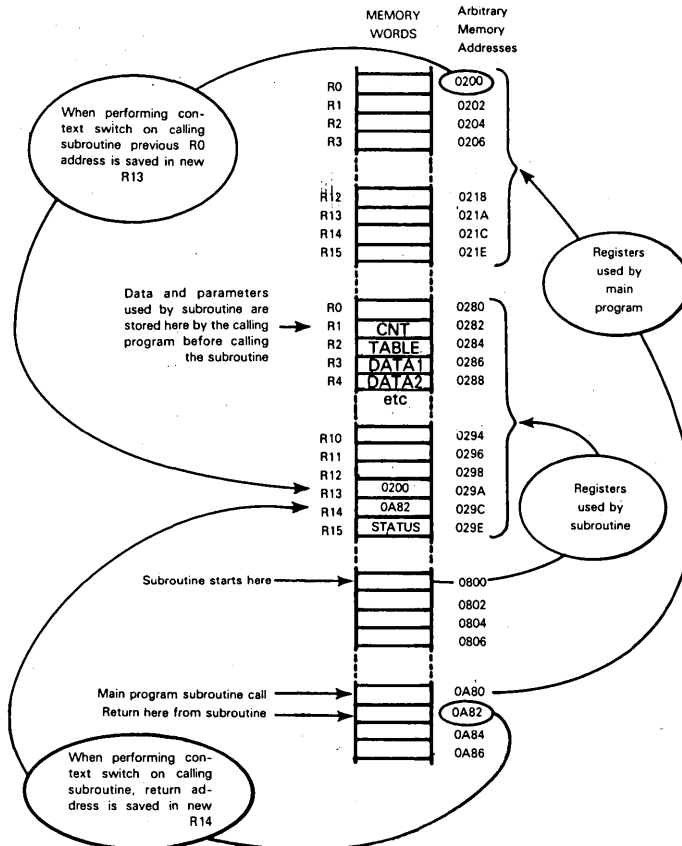 MEMORY
WORDS
Arbitrary
Memory
Addresses
R0 0200
R1 0202
R2 0204
R3 0206
When performing con-
text switch on calling
subroutine previous R0
address is saved in new
R13
R12 0218
R13 021A
R14 021C
R15 021E
Registers
used by
main
program
Data and parameters
used by subroutine are
stored here by the calling
program before calling
the subroutine
R0 0280
R1 CNT 0282
R2 TABLE 0284
R3 DATA1 0286
R4 DATA2 0288
etc
R10 0294
R11 0296
R12 0298
R13 0200 029A
R14 0A82 029C
R15 STATUS 029E
Registers
used by
subroutine
Subroutine starts here 0800
0802
0804
0806
Main program subroutine call 0A80
Return here from subroutine 0A82
0A84
0A86
When performing con-
text switch on calling
subroutine, return ad-
dress is saved in new
R14